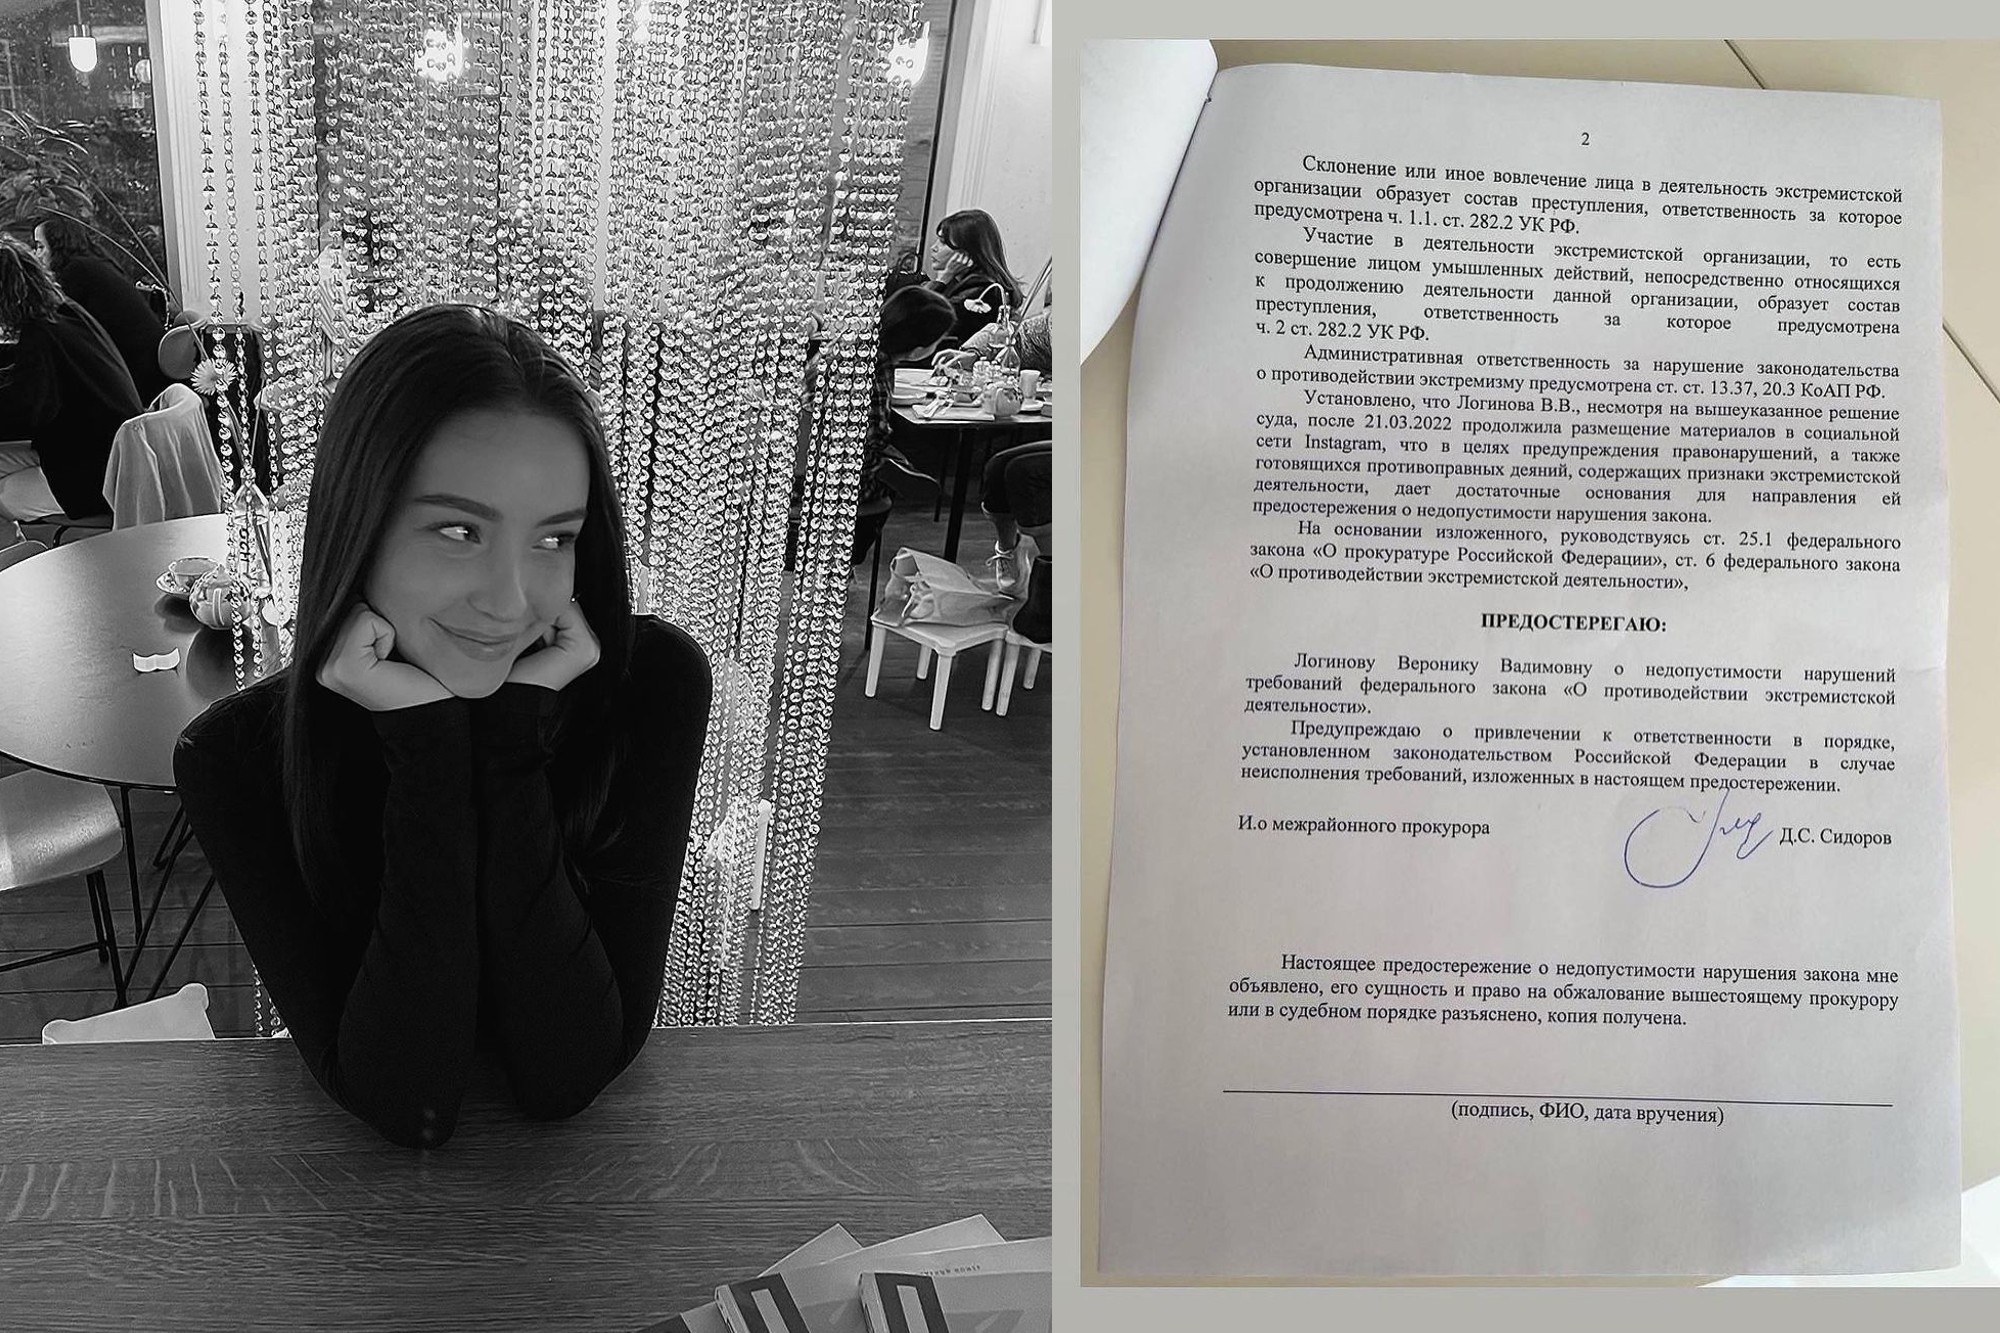 2
Склонение или иное вовлечение лица в деятельность экстремистской
организации образует состав преступления, ответственность за которое
предусмотрена ч. 1.1. ст. 282.2 УК РФ.
Участие в деятельности экстремистской организации, то есть
совершение лицом умышленных действий, непосредственно относящихся
к продолжению деятельности данной организации, образует состав
преступления, ответственность за которое предусмотрена
ч. 2 ст. 282.2 УК РФ.
Административная ответственность за нарушение законодательства
о противодействии экстремизму предусмотрена ст. ст. 13.37, 20.3 КоАП РФ.
Установлено, что Логинова В.В., несмотря на вышеуказанное решение
суда, после 21.03.2022 продолжила размещение материалов в социальной
сети Instagram, что в целях предупреждения правонарушений, а также
готовящихся противоправных деяний, содержащих признаки экстремистской
деятельности, дает достаточные основания для направления ей
предостережения о недопустимости нарушения закона.
На основании изложенного, руководствуясь ст. 25.1 федерального
закона «О прокуратуре Российской Федерации», ст. 6 федерального закона
«О противодействии экстремистской деятельности»,
ПРЕДОСТЕРЕГАЮ:
Логинову Веронику Вадимовну о недопустимости нарушений
требований федерального закона «О противодействии экстремистской
деятельности».
Предупреждаю о привлечении к ответственности в порядке,
установленном законодательством Российской Федерации в случае
неисполнения требований, изложенных в настоящем предостережении.
И.о межрайонного прокурора Д.С. Сидоров
Настоящее предостережение о недопустимости нарушения закона мне
объявлено, его сущность и право на обжалование вышестоящему прокурору
или в судебном порядке разъяснено, копия получена.
(подпись, ФИО, дата вручения)